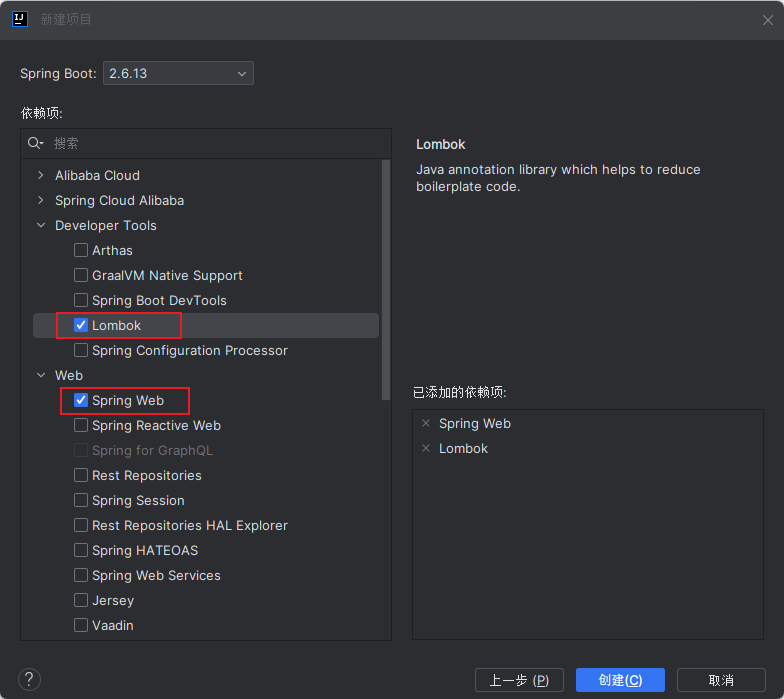 新建项目
Spring Boot: 2.6.13
依赖项:
搜索
Alibaba Cloud
Spring Cloud Alibaba
Developer Tools
Arthas
GraalVM Native Support
Spring Boot DevTools
Lombok
Spring Configuration Processor
Web
Spring Web
Spring Reactive Web
Spring for GraphQL
Rest Repositories
Spring Session
Rest Repositories HAL Explorer
Spring HATEOAS
Spring Web Services
Jersey
Vaadin
Lombok
Java annotation library which helps to reduce
boilerplate code.
已添加的依赖项:
Spring Web
Lombok
? 上一步 (P) 创建(C) 取消